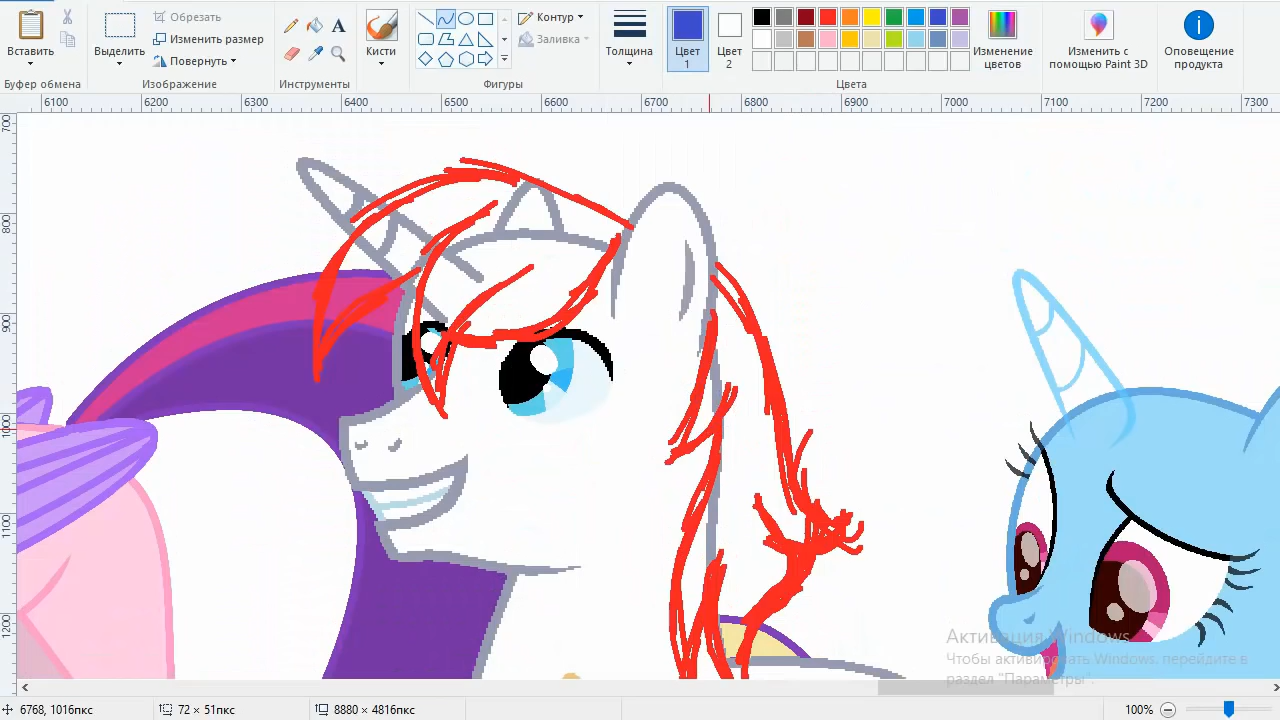 Вставить
Выделить
Обрезать
Изменить размер
Повернуть
A
Кисти
Контур
Заливка
Толщина
Цвет
1
Цвет
2
Изменение
цветов
Изменить с
помощью Paint 3D
Оповещение
продукта
Буфер обмена
Изображение
Инструменты
Фигуры
Цвета
6100 6200 6300 6400 6500 6600 6700 6800 6900 7000 7100 7200 7300
700
800
900
1000
1100
1200
Активация Windows
Чтобы активировать Windows, перейдите в
раздел "Параметры".
6768, 1016пкс
72 × 51пкс
8880 × 4816пкс
100%